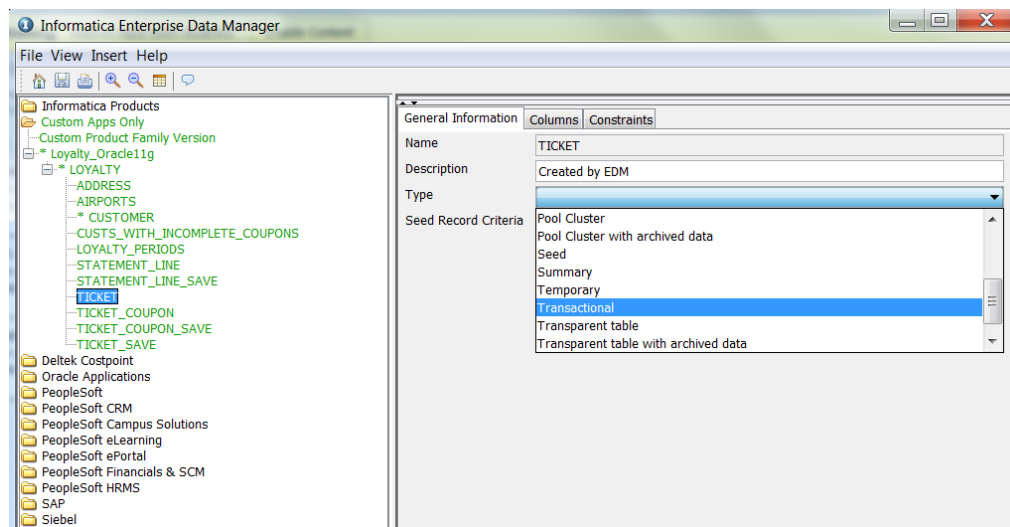 Informatica Enterprise Data Manager
File View Insert Help
Informatica Products
Custom Apps Only
Custom Product Family Version
* Loyalty_Oracle11g
* LOYALTY
ADDRESS
AIRPORTS
* CUSTOMER
CUSTS_WITH_INCOMPLETE_COUPONS
LOYALTY_PERIODS
STATEMENT_LINE
STATEMENT_LINE_SAVE
TICKET
TICKET_COUPON
TICKET_COUPON_SAVE
TICKET_SAVE
Deltek Costpoint
Oracle Applications
PeopleSoft
PeopleSoft CRM
PeopleSoft Campus Solutions
PeopleSoft eLearning
PeopleSoft ePortal
PeopleSoft Financials & SCM
PeopleSoft HRMS
SAP
Siebel
General Information Columns Constraints
Name TICKET
Description Created by EDM
Type
Seed Record Criteria
Pool Cluster
Pool Cluster with archived data
Seed
Summary
Temporary
Transactional
Transparent table
Transparent table with archived data